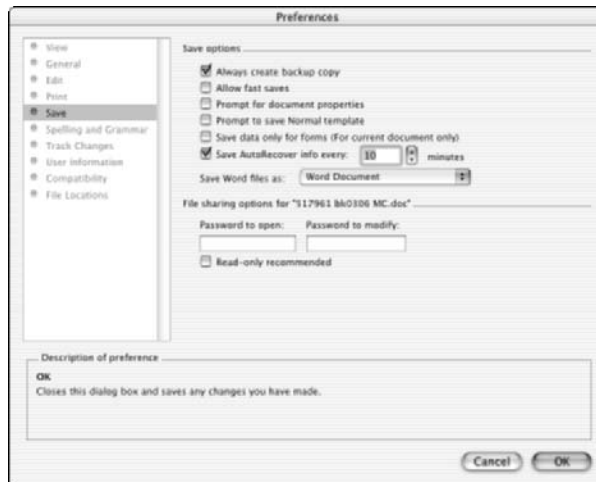 Preferences
View
General
Edit
Print
Save
Spelling and Grammar
Track Changes
User Information
Compatibility
File Locations
Save options
Always create backup copy
Allow fast saves
Prompt for document properties
Prompt to save Normal template
Save data only for forms (For current document only)
Save AutoRecover info every: 10 minutes
Save Word files as: Word Document
File sharing options for "517961 bk0306 MC.doc"
Password to open: Password to modify:
Read-only recommended
Description of preference
OK
Closes this dialog box and saves any changes you have made.
Cancel OK